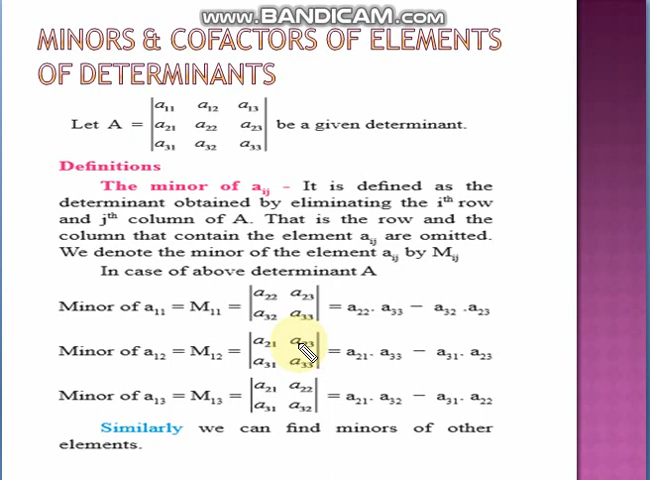 WWW.BANDICAM.COM
MINORS & COFACTORS OF ELEMENTS
OF DETERMINANTS
a₁₁ a₁₂ a₁₃
Let A = | a₂₁ a₂₂ a₂₃ | be a given determinant.
a₃₁ a₃₂ a₃₃
Definitions
The minor of aᵢⱼ - It is defined as the
determinant obtained by eliminating the iᵗʰ row
and jᵗʰ column of A. That is the row and the
column that contain the element aᵢⱼ are omitted.
We denote the minor of the element aᵢⱼ by Mᵢⱼ
In case of above determinant A
a₂₂ a₂₃
Minor of a₁₁ = M₁₁ = | | = a₂₂. a₃₃ − a₃₂ .a₂₃
a₃₂ a₃₃
a₂₁ a₂₃
Minor of a₁₂ = M₁₂ = | | = a₂₁. a₃₃ − a₃₁. a₂₃
a₃₁ a₃₃
a₂₁ a₂₂
Minor of a₁₃ = M₁₃ = | | = a₂₁. a₃₂ − a₃₁. a₂₂
a₃₁ a₃₂
Similarly we can find minors of other
elements.